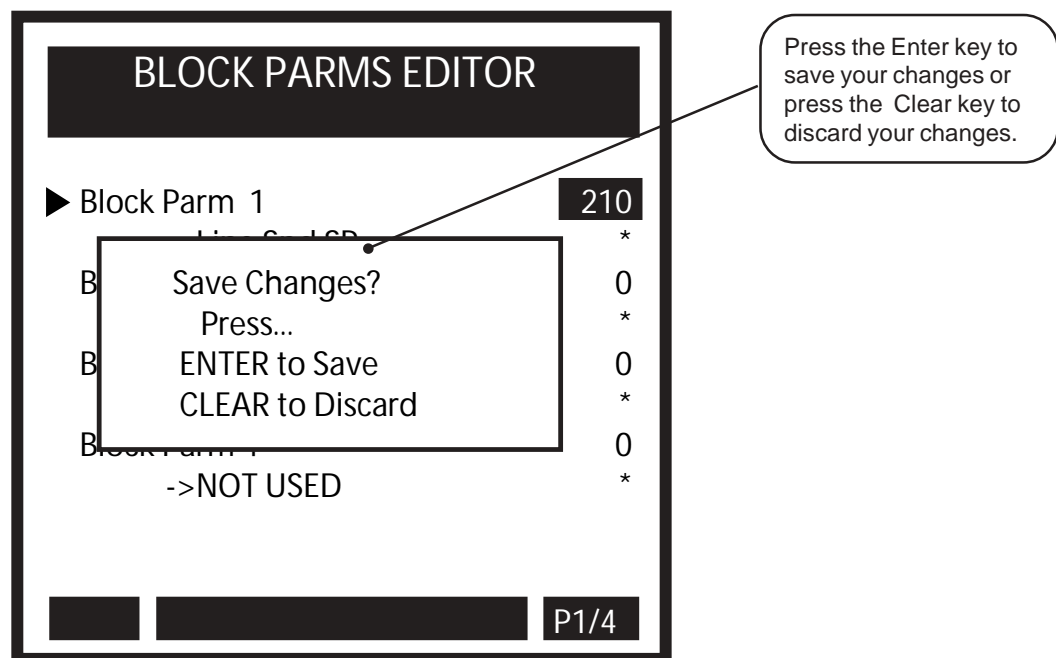 BLOCK PARMS EDITOR
Press the Enter key to
save your changes or
press the Clear key to
discard your changes.
▶ Block Parm 1 210
*
B 0
Save Changes?
Press... *
B 0
ENTER to Save
CLEAR to Discard *
0
->NOT USED *
P1/4